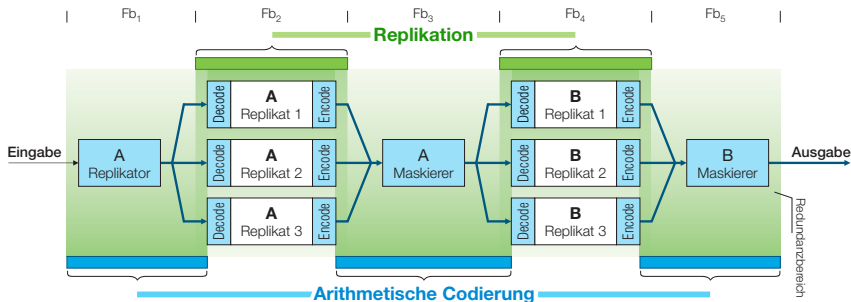 Fb₁ Fb₂ Fb₃ Fb₄ Fb₅
Replikation
Decode
A
Replikat 1
Encode
Decode
B
Replikat 1
Encode
Eingabe
A
Replikator
Decode
A
Replikat 2
Encode
A
Maskierer
Decode
B
Replikat 2
Encode
B
Maskierer
Ausgabe
Decode
A
Replikat 3
Encode
Decode
B
Replikat 3
Encode
Redundanzbereich
Arithmetische Codierung